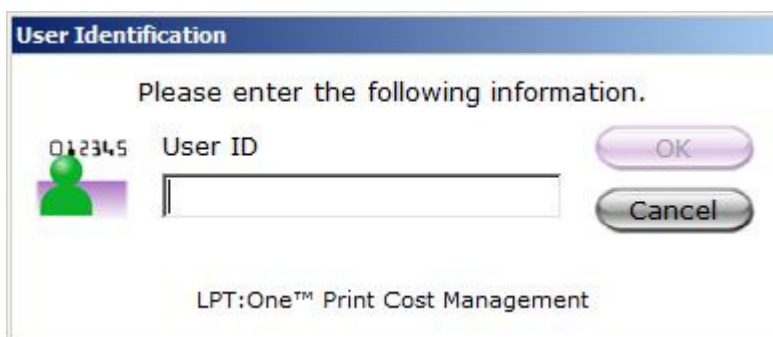 User Identification
Please enter the following information.
012345
User ID
OK
Cancel
LPT:One™ Print Cost Management